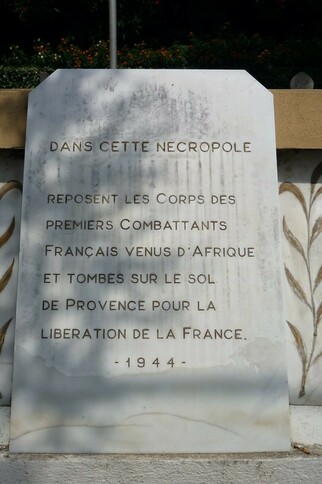 DANS CETTE NECROPOLE
REPOSENT LES CORPS DES
PREMIERS COMBATTANTS
FRANÇAIS VENUS D'AFRIQUE
ET TOMBES SUR LE SOL
DE PROVENCE POUR LA
LIBERATION DE LA FRANCE.
- 1944 -